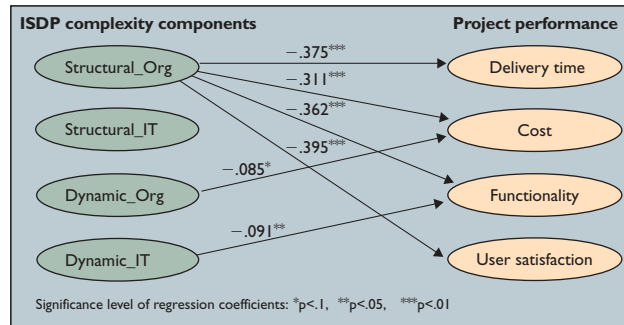 ISDP complexity components
Project performance
Structural_Org
−.375***
Delivery time
−.311***
−.362***
Structural_IT
Cost
−.395***
−.085*
Dynamic_Org
Functionality
−.091**
Dynamic_IT
User satisfaction
Significance level of regression coefficients: *p<.1, **p<.05, ***p<.01